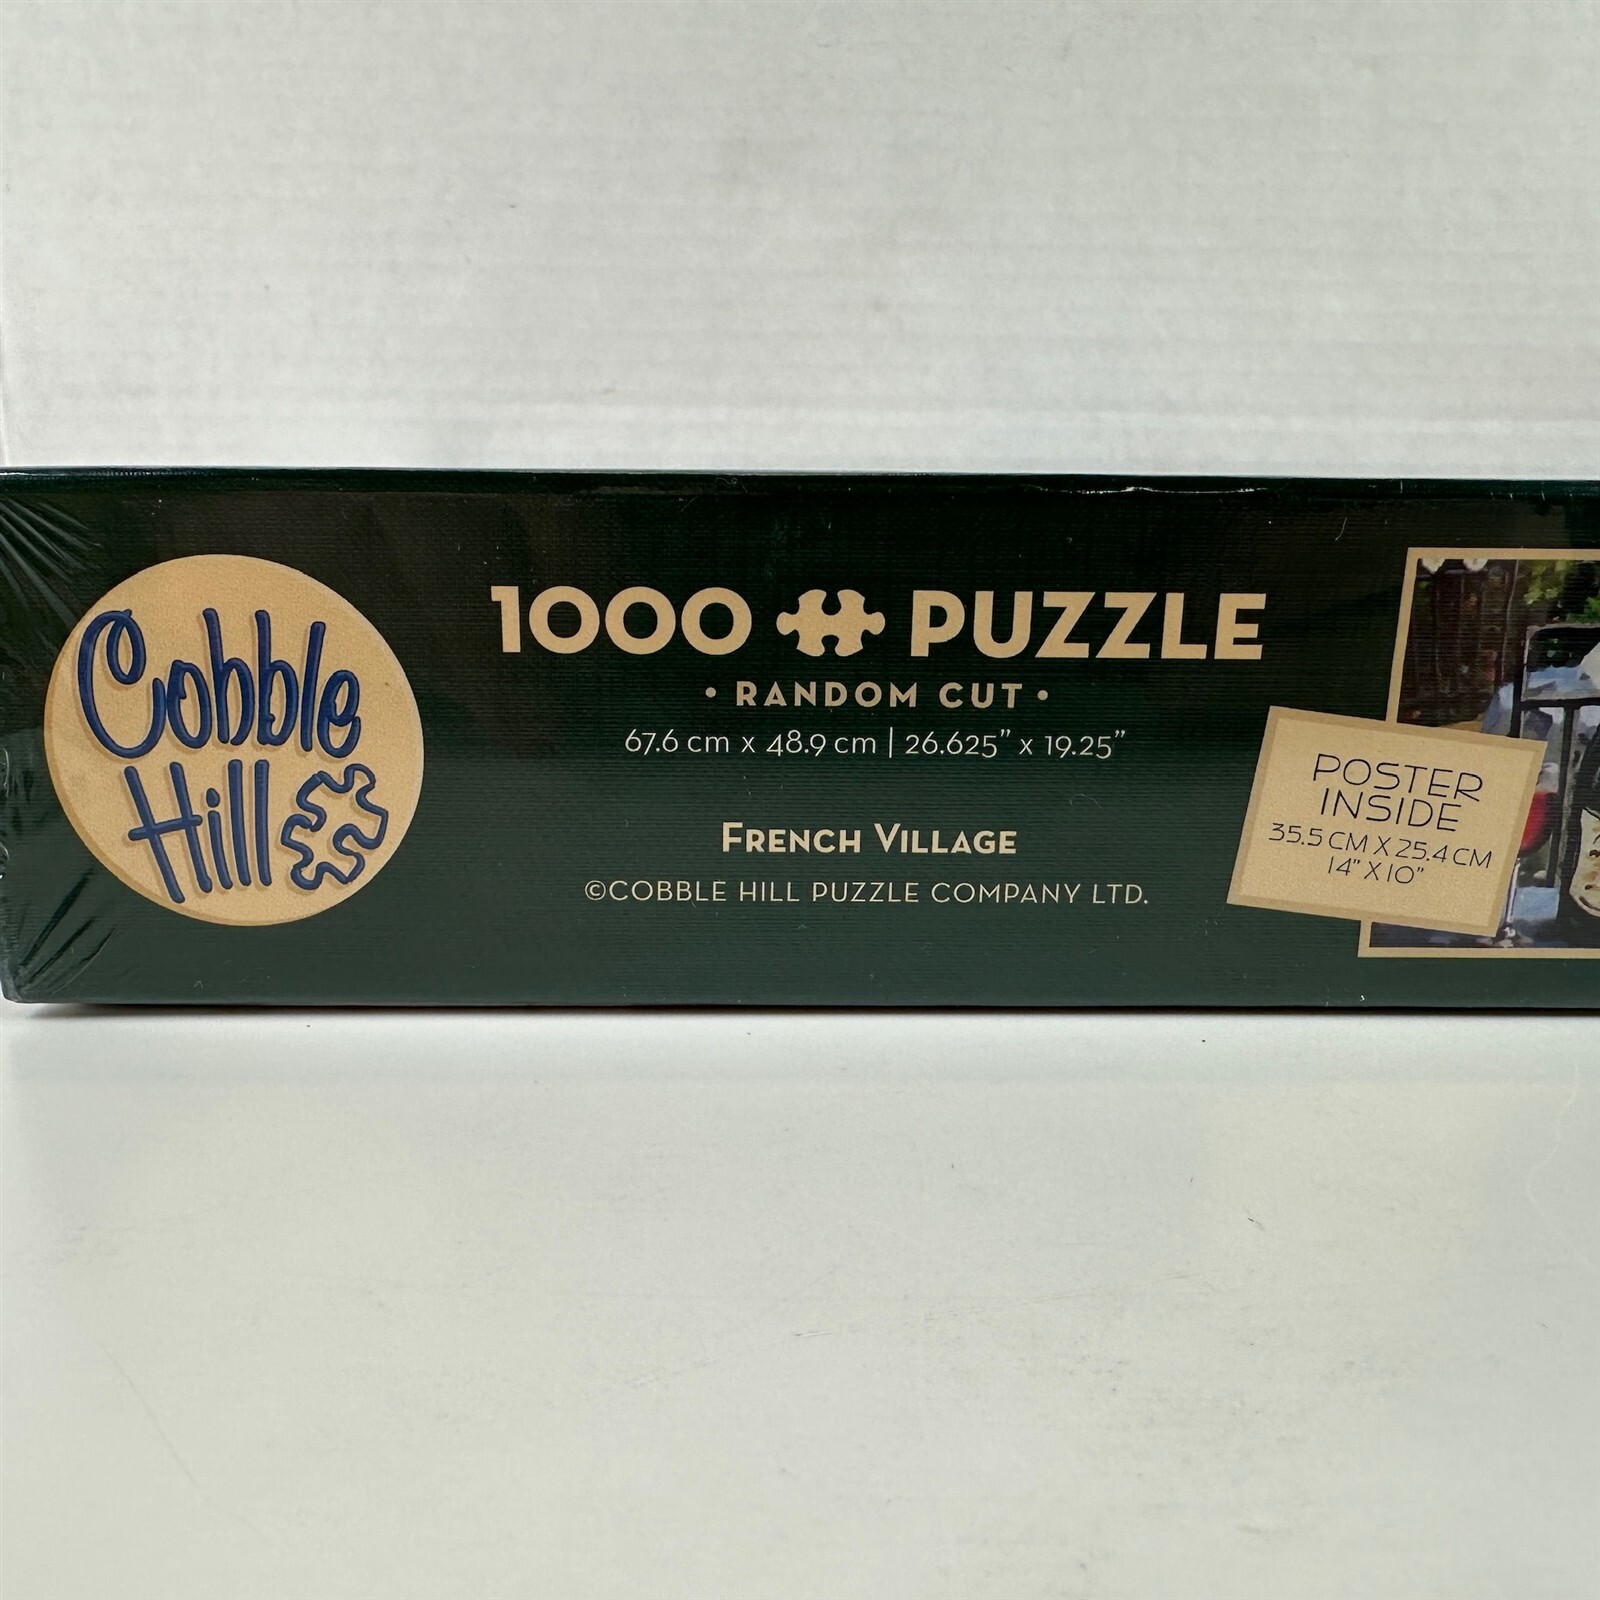 Cobble
Hill
1000 PUZZLE
• RANDOM CUT •
67.6 cm x 48.9 cm | 26.625" x 19.25"
FRENCH VILLAGE
©COBBLE HILL PUZZLE COMPANY LTD.
POSTER
INSIDE
35.5 CM X 25.4 CM
14" X 10"